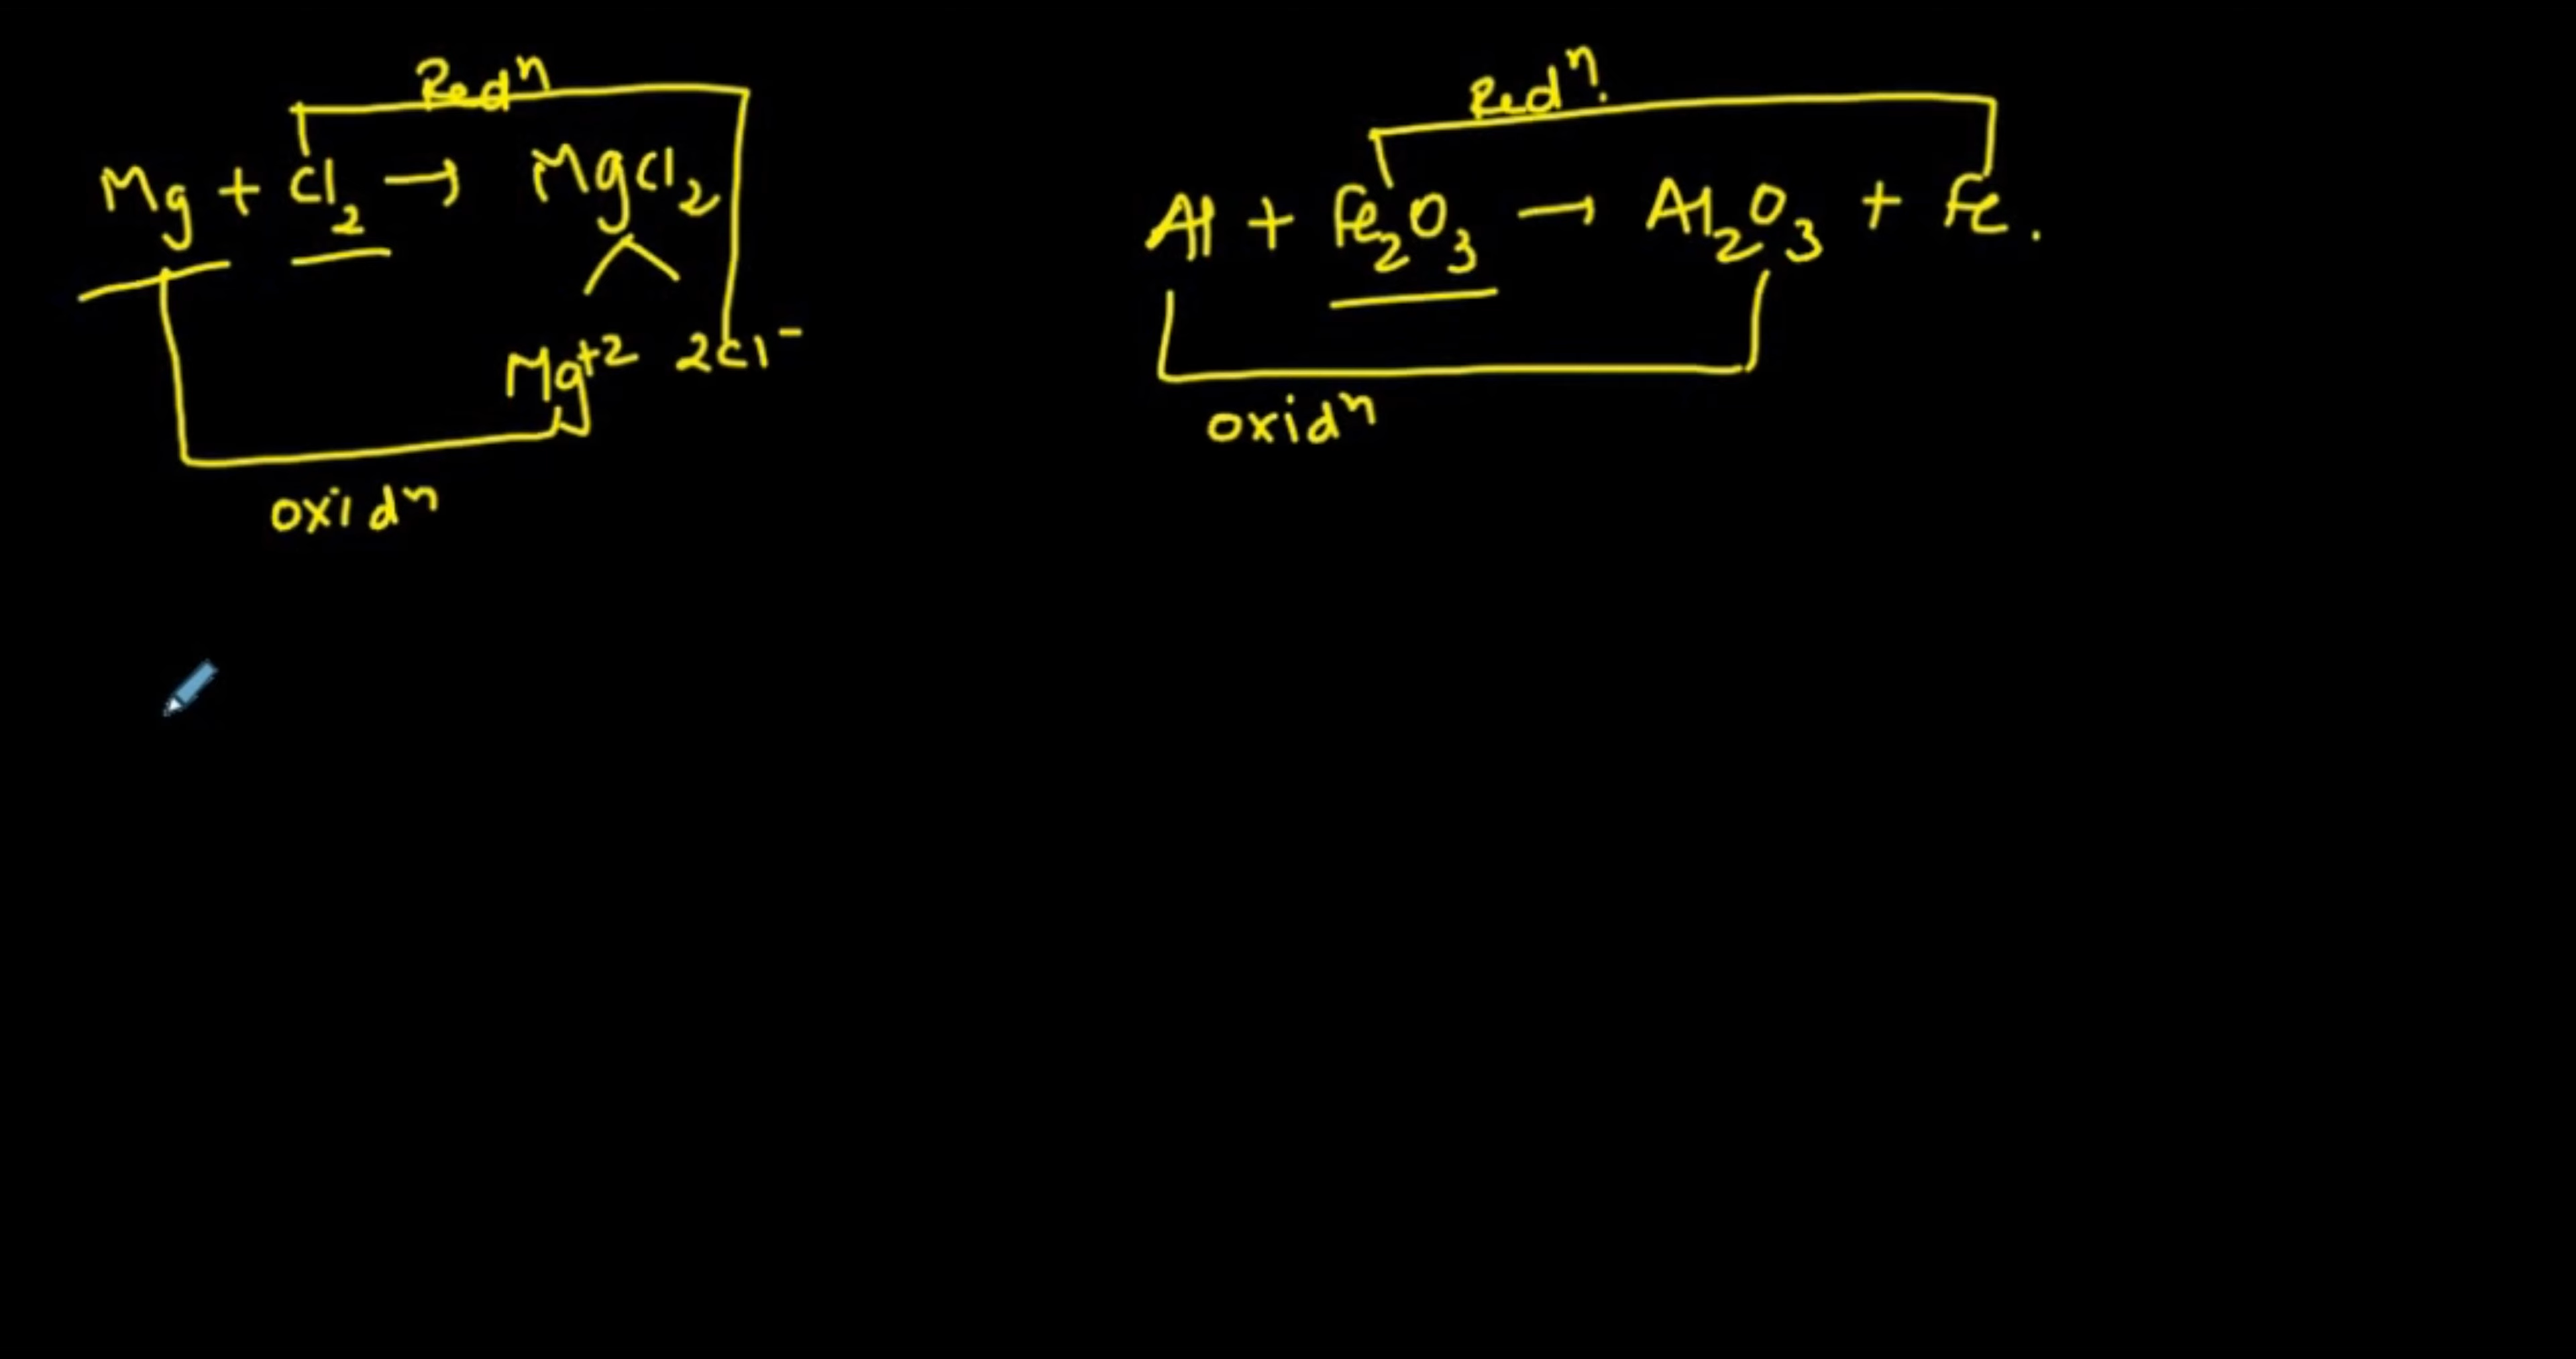 Redⁿ
Mg + Cl₂ → MgCl₂
Mg⁺² 2Cl⁻
oxidⁿ
Redⁿ.
Al + Fe₂O₃ → Al₂O₃ + Fe.
oxidⁿ